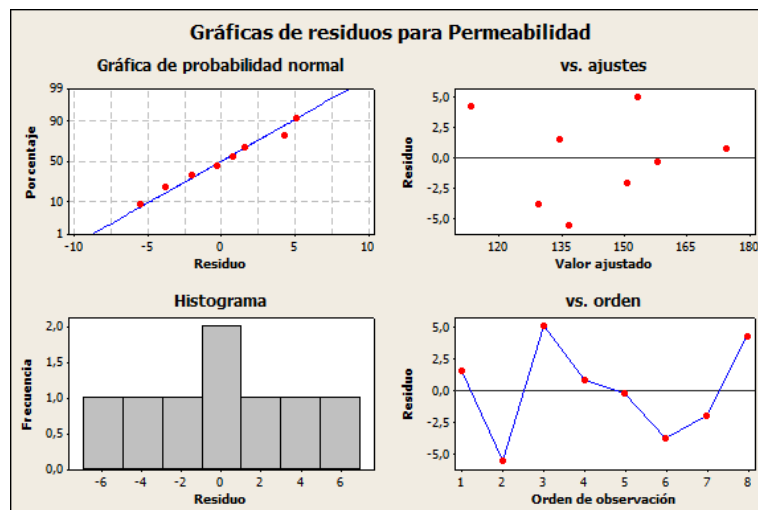 Gráficas de residuos para Permeabilidad
Gráfica de probabilidad normal
99
90
50
10
1
Porcentaje
-10 -5 0 5 10
Residuo
vs. ajustes
5,0
2,5
0,0
-2,5
-5,0
Residuo
120 135 150 165 180
Valor ajustado
Histograma
2,0
1,5
1,0
0,5
0,0
Frecuencia
-6 -4 -2 0 2 4 6
Residuo
vs. orden
5,0
2,5
0,0
-2,5
-5,0
Residuo
1 2 3 4 5 6 7 8
Orden de observación